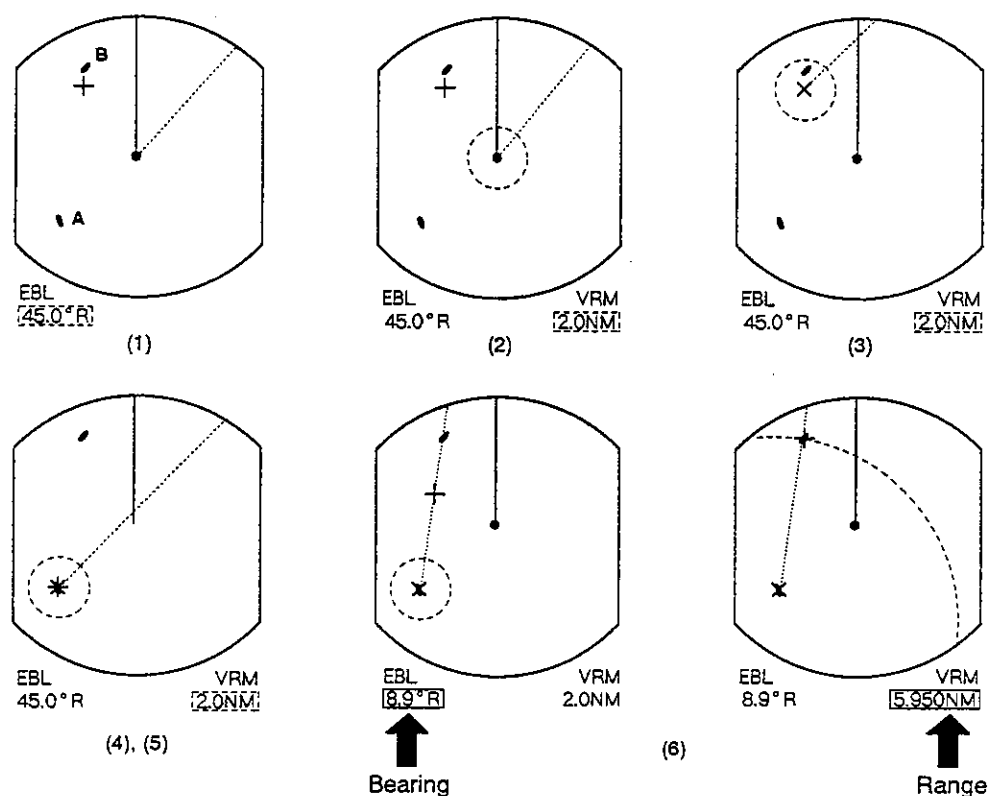 B
A
EBL
45.0°R
(1)
EBL VRM
45.0°R 2.0NM
(2)
EBL VRM
45.0°R 2.0NM
(3)
EBL VRM
45.0°R 2.0NM
(4), (5)
EBL VRM
8.9°R 2.0NM
EBL VRM
8.9°R 5.950NM
(6)
Bearing
Range